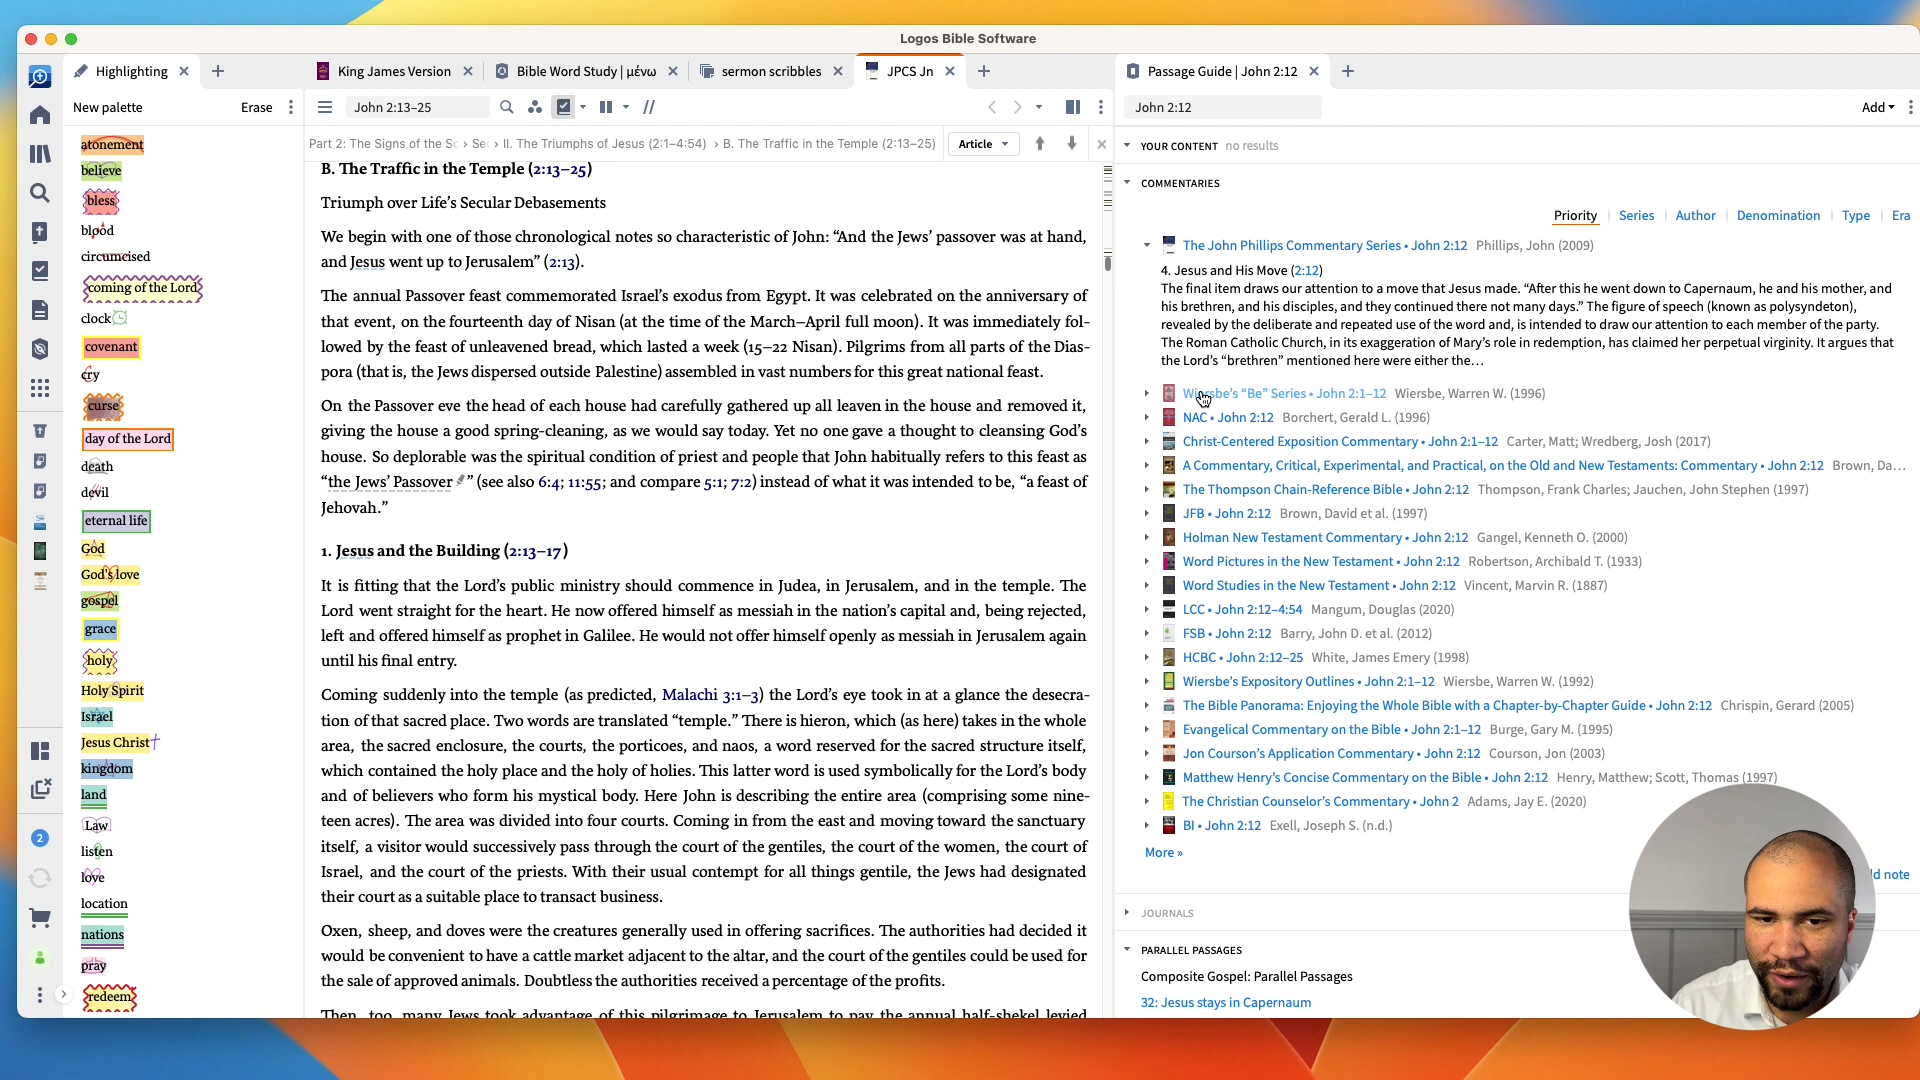 Logos Bible Software
Highlighting
King James Version
Bible Word Study | μένω
sermon scribbles
JPCS Jn
Passage Guide | John 2:12
New palette
Erase
John 2:13–25
John 2:12
Add
atonement
believe
bless
blood
circumcised
coming of the Lord
clock
covenant
cry
curse
day of the Lord
death
devil
eternal life
God
God's love
gospel
grace
holy
Holy Spirit
Israel
Jesus Christ
kingdom
land
Law
listen
love
location
nations
pray
redeem
2
Part 2: The Signs of the Sc › Sec › II. The Triumphs of Jesus (2:1–4:54) › B. The Traffic in the Temple (2:13–25)
Article
B. The Traffic in the Temple (2:13–25)
Triumph over Life’s Secular Debasements
We begin with one of those chronological notes so characteristic of John: “And the Jews’ passover was at hand,
and Jesus went up to Jerusalem” (2:13).
The annual Passover feast commemorated Israel’s exodus from Egypt. It was celebrated on the anniversary of
that event, on the fourteenth day of Nisan (at the time of the March–April full moon). It was immediately fol-
lowed by the feast of unleavened bread, which lasted a week (15–22 Nisan). Pilgrims from all parts of the Dias-
pora (that is, the Jews dispersed outside Palestine) assembled in vast numbers for this great national feast.
On the Passover eve the head of each house had carefully gathered up all leaven in the house and removed it,
giving the house a good spring-cleaning, as we would say today. Yet no one gave a thought to cleansing God’s
house. So deplorable was the spiritual condition of priest and people that John habitually refers to this feast as
“the Jews’ Passover” (see also 6:4; 11:55; and compare 5:1; 7:2) instead of what it was intended to be, “a feast of
Jehovah.”
1. Jesus and the Building (2:13–17)
It is fitting that the Lord’s public ministry should commence in Judea, in Jerusalem, and in the temple. The
Lord went straight for the heart. He now offered himself as messiah in the nation’s capital and, being rejected,
left and offered himself as prophet in Galilee. He would not offer himself openly as messiah in Jerusalem again
until his final entry.
Coming suddenly into the temple (as predicted, Malachi 3:1–3) the Lord’s eye took in at a glance the desecra-
tion of that sacred place. Two words are translated “temple.” There is hieron, which (as here) takes in the whole
area, the sacred enclosure, the courts, the porticoes, and naos, a word reserved for the sacred structure itself,
which contained the holy place and the holy of holies. This latter word is used symbolically for the Lord’s body
and of believers who form his mystical body. Here John is describing the entire area (comprising some nine-
teen acres). The area was divided into four courts. Coming in from the east and moving toward the sanctuary
itself, a visitor would successively pass through the court of the gentiles, the court of the women, the court of
Israel, and the court of the priests. With their usual contempt for all things gentile, the Jews had designated
their court as a suitable place to transact business.
Oxen, sheep, and doves were the creatures generally used in offering sacrifices. The authorities had decided it
would be convenient to have a cattle market adjacent to the altar, and the court of the gentiles could be used for
the sale of approved animals. Doubtless the authorities received a percentage of the profits.
Then, too, many Jews took advantage of this pilgrimage to Jerusalem to pay the annual half-shekel levied
YOUR CONTENT no results
COMMENTARIES
Priority Series Author Denomination Type Era
The John Phillips Commentary Series • John 2:12 Phillips, John (2009)
4. Jesus and His Move (2:12)
The final item draws our attention to a move that Jesus made. “After this he went down to Capernaum, he and his mother, and
his brethren, and his disciples, and they continued there not many days.” The figure of speech (known as polysyndeton),
revealed by the deliberate and repeated use of the word and, is intended to draw our attention to each member of the party.
The Roman Catholic Church, in its exaggeration of Mary’s role in redemption, has claimed her perpetual virginity. It argues that
the Lord’s “brethren” mentioned here were either the…
Wiersbe’s “Be” Series • John 2:1–12 Wiersbe, Warren W. (1996)
NAC • John 2:12 Borchert, Gerald L. (1996)
Christ-Centered Exposition Commentary • John 2:1–12 Carter, Matt; Wredberg, Josh (2017)
A Commentary, Critical, Experimental, and Practical, on the Old and New Testaments: Commentary • John 2:12 Brown, Da…
The Thompson Chain-Reference Bible • John 2:12 Thompson, Frank Charles; Jauchen, John Stephen (1997)
JFB • John 2:12 Brown, David et al. (1997)
Holman New Testament Commentary • John 2:12 Gangel, Kenneth O. (2000)
Word Pictures in the New Testament • John 2:12 Robertson, Archibald T. (1933)
Word Studies in the New Testament • John 2:12 Vincent, Marvin R. (1887)
LCC • John 2:12–4:54 Mangum, Douglas (2020)
FSB • John 2:12 Barry, John D. et al. (2012)
HCBC • John 2:12–25 White, James Emery (1998)
Wiersbe’s Expository Outlines • John 2:1–12 Wiersbe, Warren W. (1992)
The Bible Panorama: Enjoying the Whole Bible with a Chapter-by-Chapter Guide • John 2:12 Chrispin, Gerard (2005)
Evangelical Commentary on the Bible • John 2:1–12 Burge, Gary M. (1995)
Jon Courson’s Application Commentary • John 2:12 Courson, Jon (2003)
Matthew Henry’s Concise Commentary on the Bible • John 2:12 Henry, Matthew; Scott, Thomas (1997)
The Christian Counselor’s Commentary • John 2 Adams, Jay E. (2020)
BI • John 2:12 Exell, Joseph S. (n.d.)
More »
d note
JOURNALS
PARALLEL PASSAGES
Composite Gospel: Parallel Passages
32: Jesus stays in Capernaum